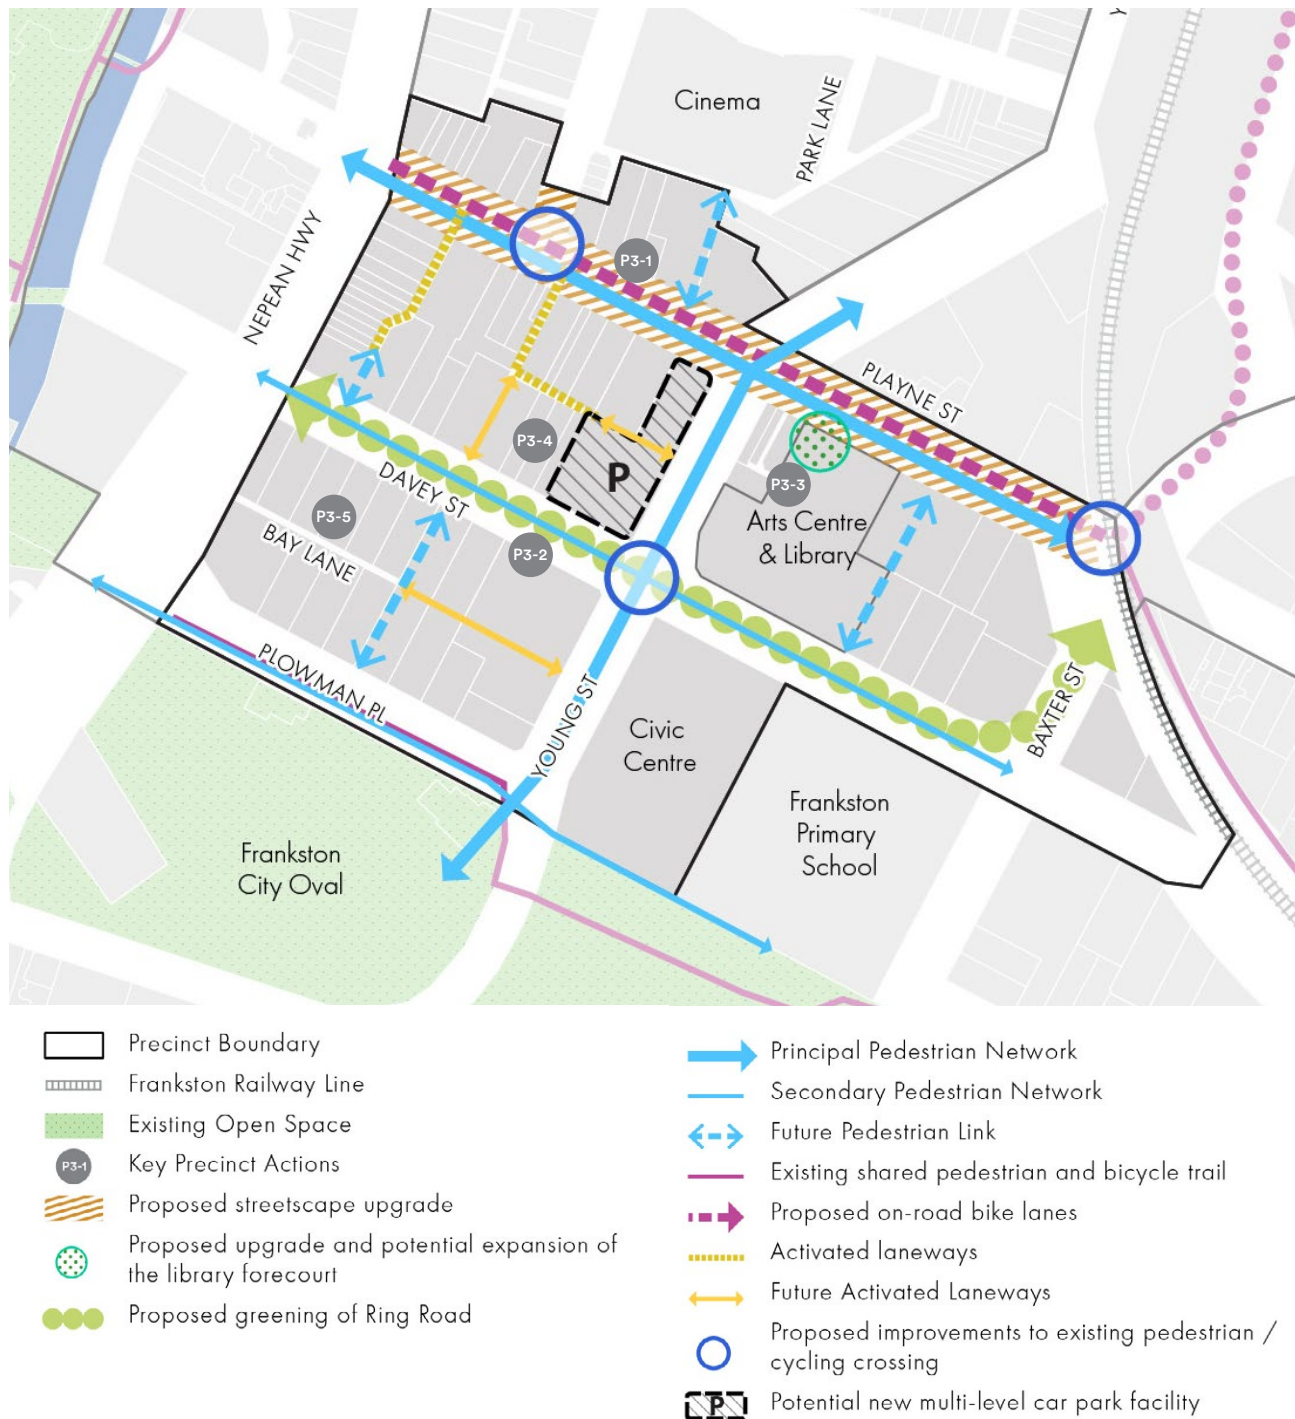 Y
Cinema
PARK LANE
NEPEAN HWY
P3-1
PLAYNE ST
P3-4
P
P3-3
DAVEY ST
Arts Centre
& Library
P3-5
P3-2
BAY LANE
PLOWMAN PL
YOUNG ST
Civic
Centre
BAXTER ST
Frankston
Primary
School
Frankston
City Oval
Precinct Boundary
Frankston Railway Line
Existing Open Space
P3-1
Key Precinct Actions
Proposed streetscape upgrade
Proposed upgrade and potential expansion of
the library forecourt
Proposed greening of Ring Road
Principal Pedestrian Network
Secondary Pedestrian Network
Future Pedestrian Link
Existing shared pedestrian and bicycle trail
Proposed on-road bike lanes
Activated laneways
Future Activated Laneways
Proposed improvements to existing pedestrian /
cycling crossing
P
Potential new multi-level car park facility